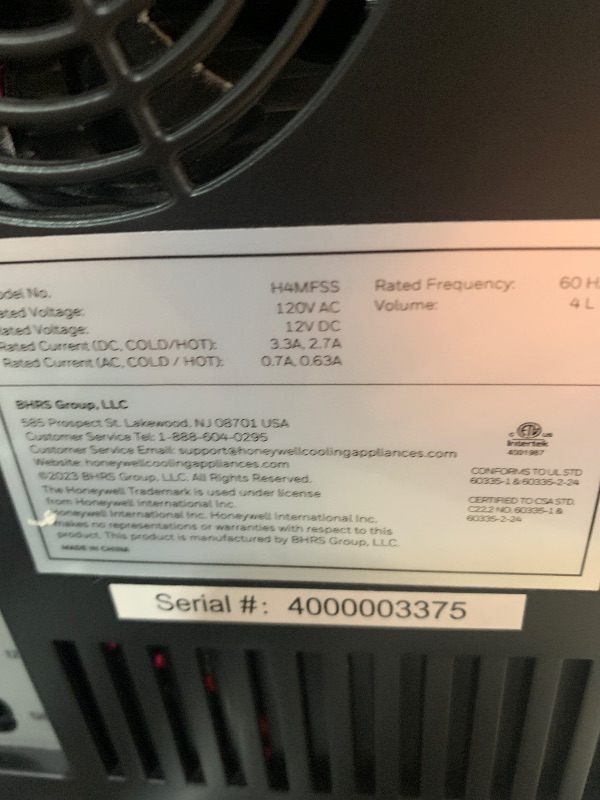 odel No. H4MFSS Rated Frequency: 60 H
ated Voltage: 120V AC Volume: 4 L
ated Voltage: 12V DC
Rated Current (DC, COLD/HOT): 3.3A, 2.7A
Rated Current (AC, COLD / HOT): 0.7A, 0.63A
BHRS Group, LLC
585 Prospect St. Lakewood, NJ 08701 USA
Customer Service Tel: 1-888-604-0295
Customer Service Email: support@honeywellcoolingappliances.com
Website: honeywellcoolingappliances.com
©2023 BHRS Group, LLC. All Rights Reserved.
The Honeywell Trademark is used under license
from Honeywell International Inc.
Honeywell International Inc. Honeywell International Inc.
makes no representations or warranties with respect to this
product. This product is manufactured by BHRS Group, LLC.
MADE IN CHINA
c ETL us
Intertek
4001987
CONFORMS TO UL STD
60335-1 & 60335-2-24
CERTIFIED TO CSA STD.
C22.2 NO. 60335-1 &
60335-2-24
Serial #: 4000003375